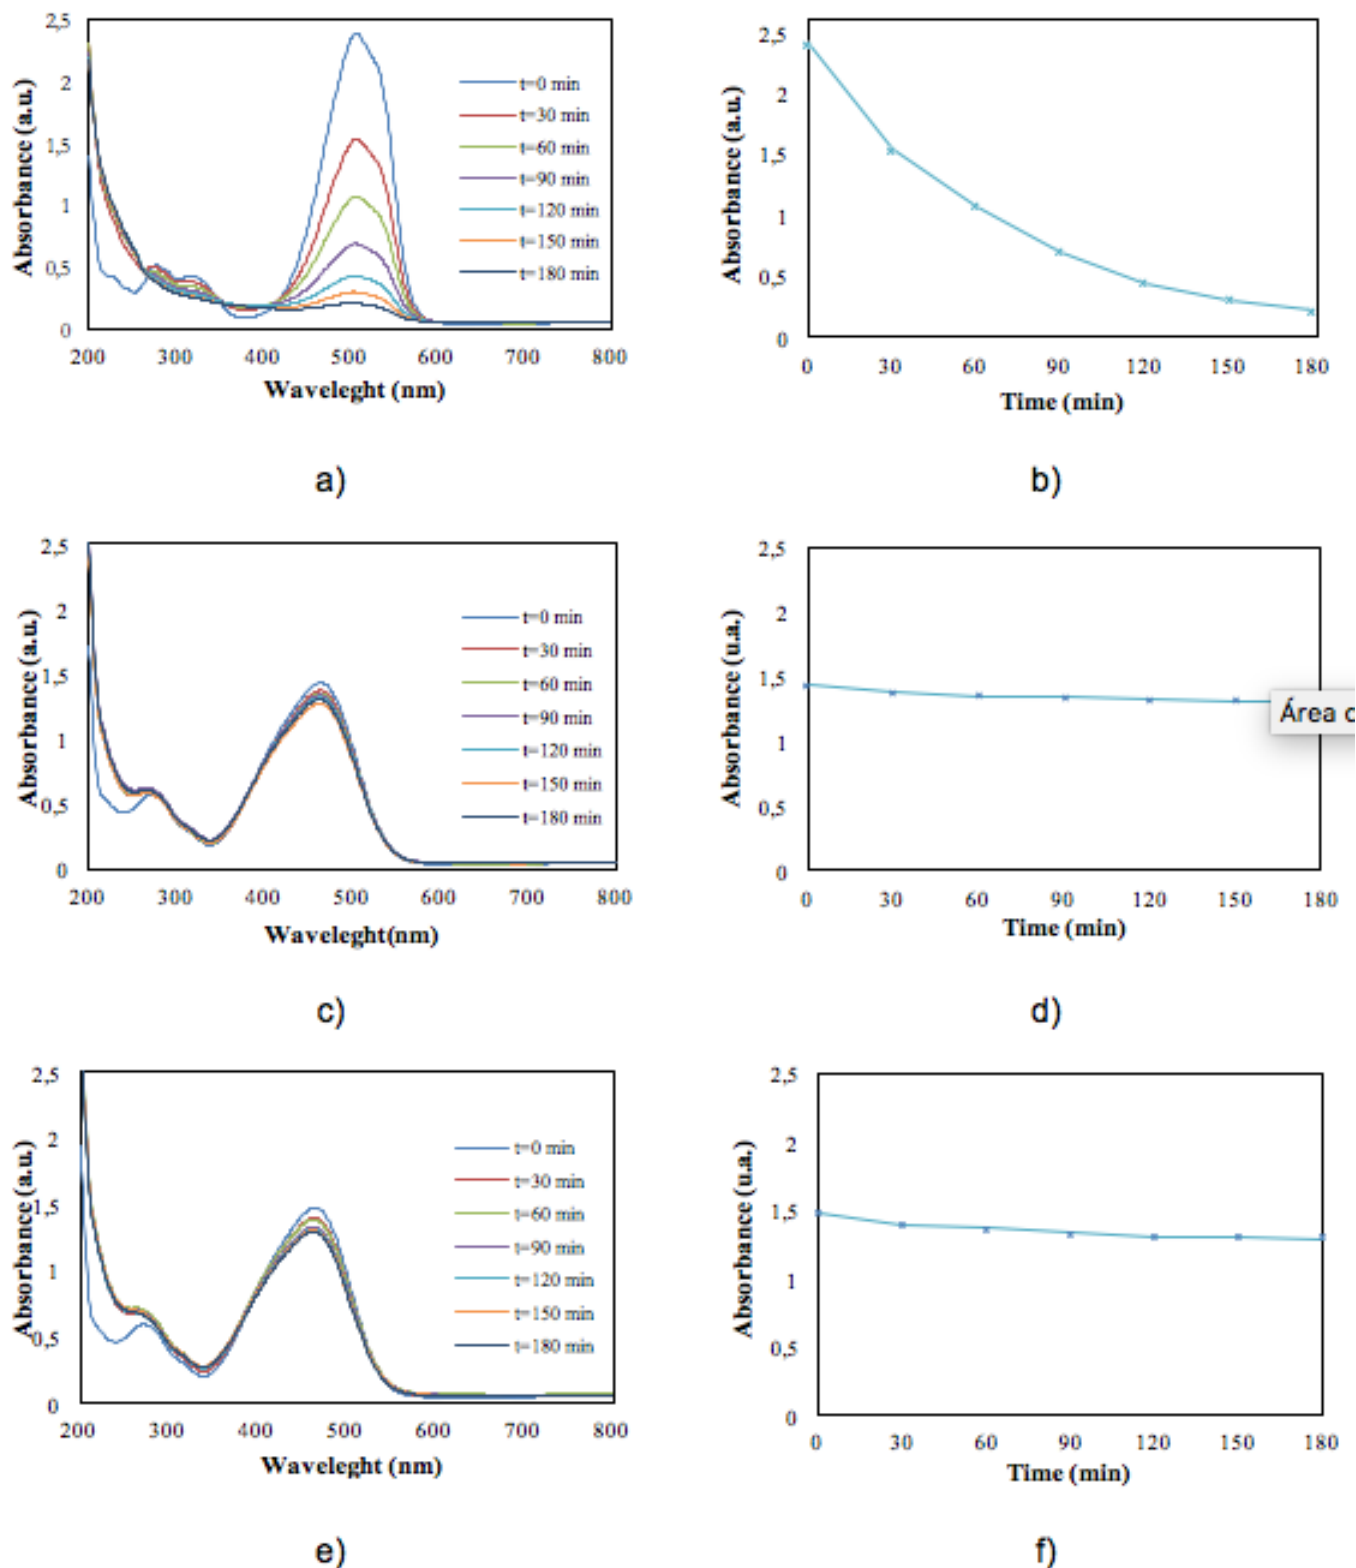 2,5
2
1,5
1
0,5
0
Absorbance (a.u.)
t=0 min
t=30 min
t=60 min
t=90 min
t=120 min
t=150 min
t=180 min
200 300 400 500 600 700 800
Waveleght (nm)
a)
2,5
2
1,5
1
0,5
0
Absorbance (a.u.)
0 30 60 90 120 150 180
Time (min)
b)
2,5
2
1,5
1
0,5
0
Absorbance (a.u.)
t=0 min
t=30 min
t=60 min
t=90 min
t=120 min
t=150 min
t=180 min
200 300 400 500 600 700 800
Waveleght(nm)
c)
2,5
2
1,5
1
0,5
0
Absorbance (u.a.)
Área
0 30 60 90 120 150 180
Time (min)
d)
2,5
2
1,5
1
0,5
0
Absorbance (a.u.)
t=0 min
t=30 min
t=60 min
t=90 min
t=120 min
t=150 min
t=180 min
200 300 400 500 600 700 800
Waveleght (nm)
e)
2,5
2
1,5
1
0,5
0
Absorbance (u.a.)
0 30 60 90 120 150 180
Time (min)
f)